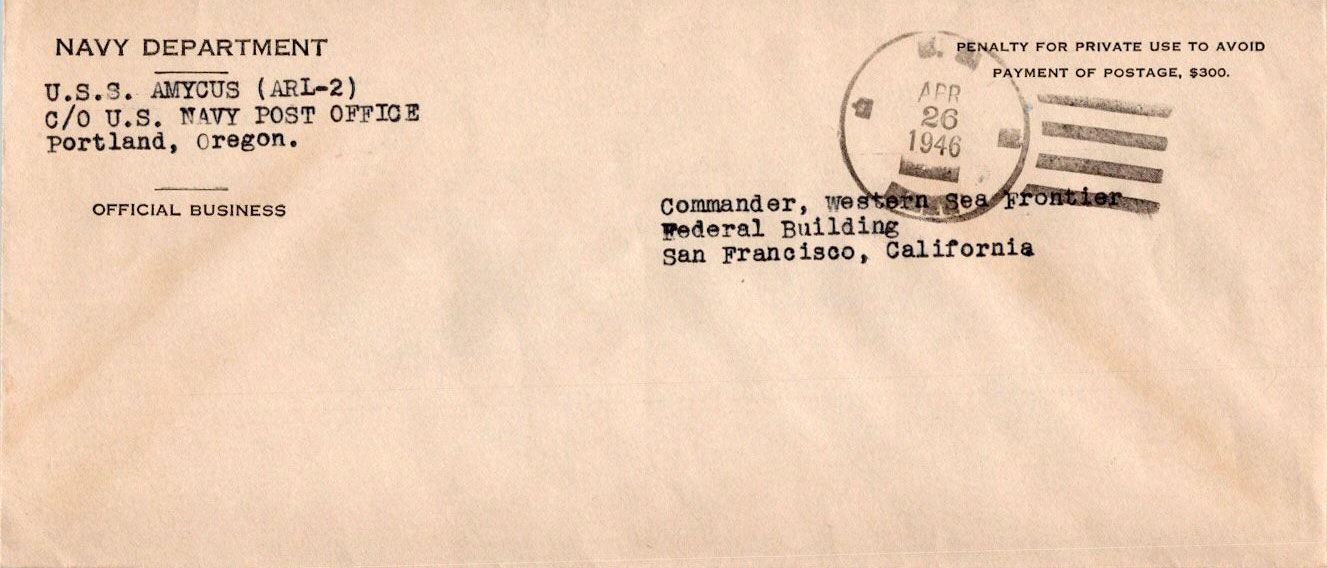 NAVY DEPARTMENT
U.S.S. AMYCUS (ARL-2)
C/O U.S. NAVY POST OFFICE
Portland, Oregon.
OFFICIAL BUSINESS
PENALTY FOR PRIVATE USE TO AVOID
PAYMENT OF POSTAGE, $300.
APR
26
1946
Commander, Western Sea Frontier
Federal Building
San Francisco, California